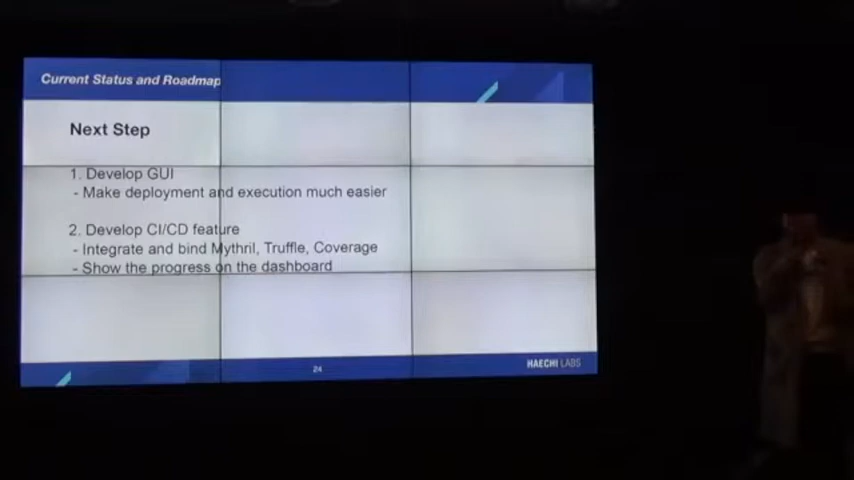 Current Status and Roadmap
Next Step
1. Develop GUI
- Make deployment and execution much easier
2. Develop CI/CD feature
- Integrate and bind Mythril, Truffle, Coverage
- Show the progress on the dashboard
24
HAECHI LABS